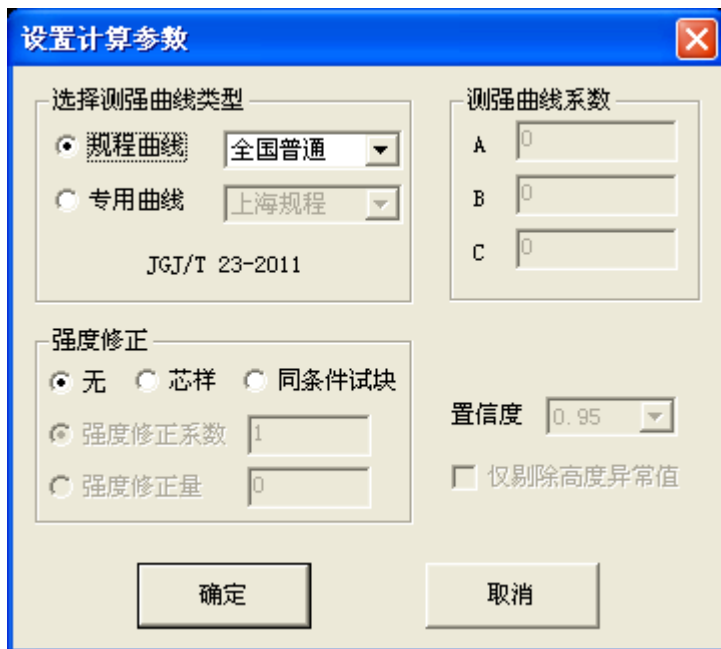 设置计算参数
选择测强曲线类型
规程曲线 全国普通
专用曲线 上海规程
JGJ/T 23-2011
测强曲线系数
A 0
B 0
C 0
强度修正
无 芯样 同条件试块
强度修正系数 1
强度修正量 0
置信度 0.95
仅剔除高度异常值
确定 取消